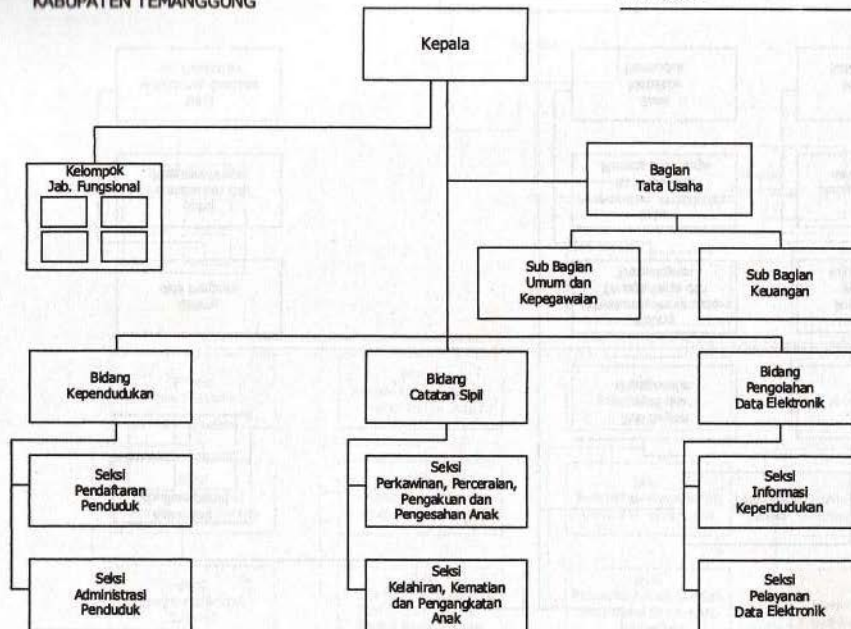 KABUPATEN TEMANGGUNG
Kepala
Kelompok
Jab. Fungsional
Bagian
Tata Usaha
Sub Bagian
Umum dan
Kepegawaian
Sub Bagian
Keuangan
Bidang
Kependudukan
Bidang
Catatan Sipil
Bidang
Pengolahan
Data Elektronik
Seksi
Pendaftaran
Penduduk
Seksi
Perkawinan, Perceraian,
Pengakuan dan
Pengesahan Anak
Seksi
Informasi
Kependudukan
Seksi
Administrasi
Penduduk
Seksi
Kelahiran, Kematian
dan Pengangkatan
Anak
Seksi
Pelayanan
Data Elektronik